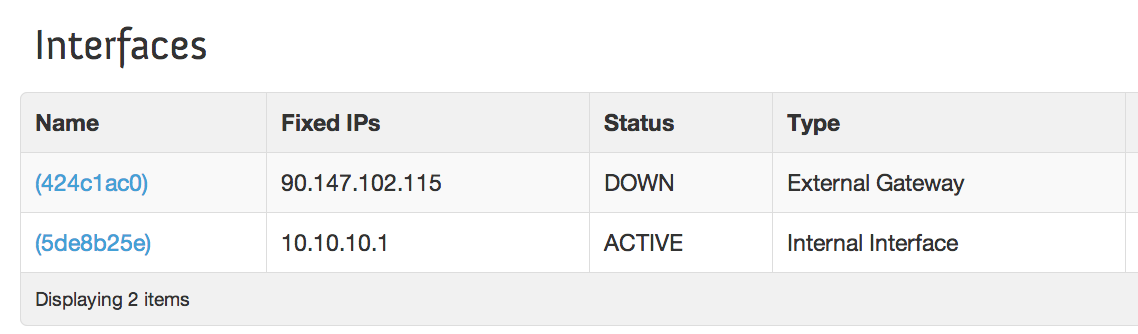 Interfaces
Name Fixed IPs Status Type
(424c1ac0) 90.147.102.115 DOWN External Gateway
(5de8b25e) 10.10.10.1 ACTIVE Internal Interface
Displaying 2 items